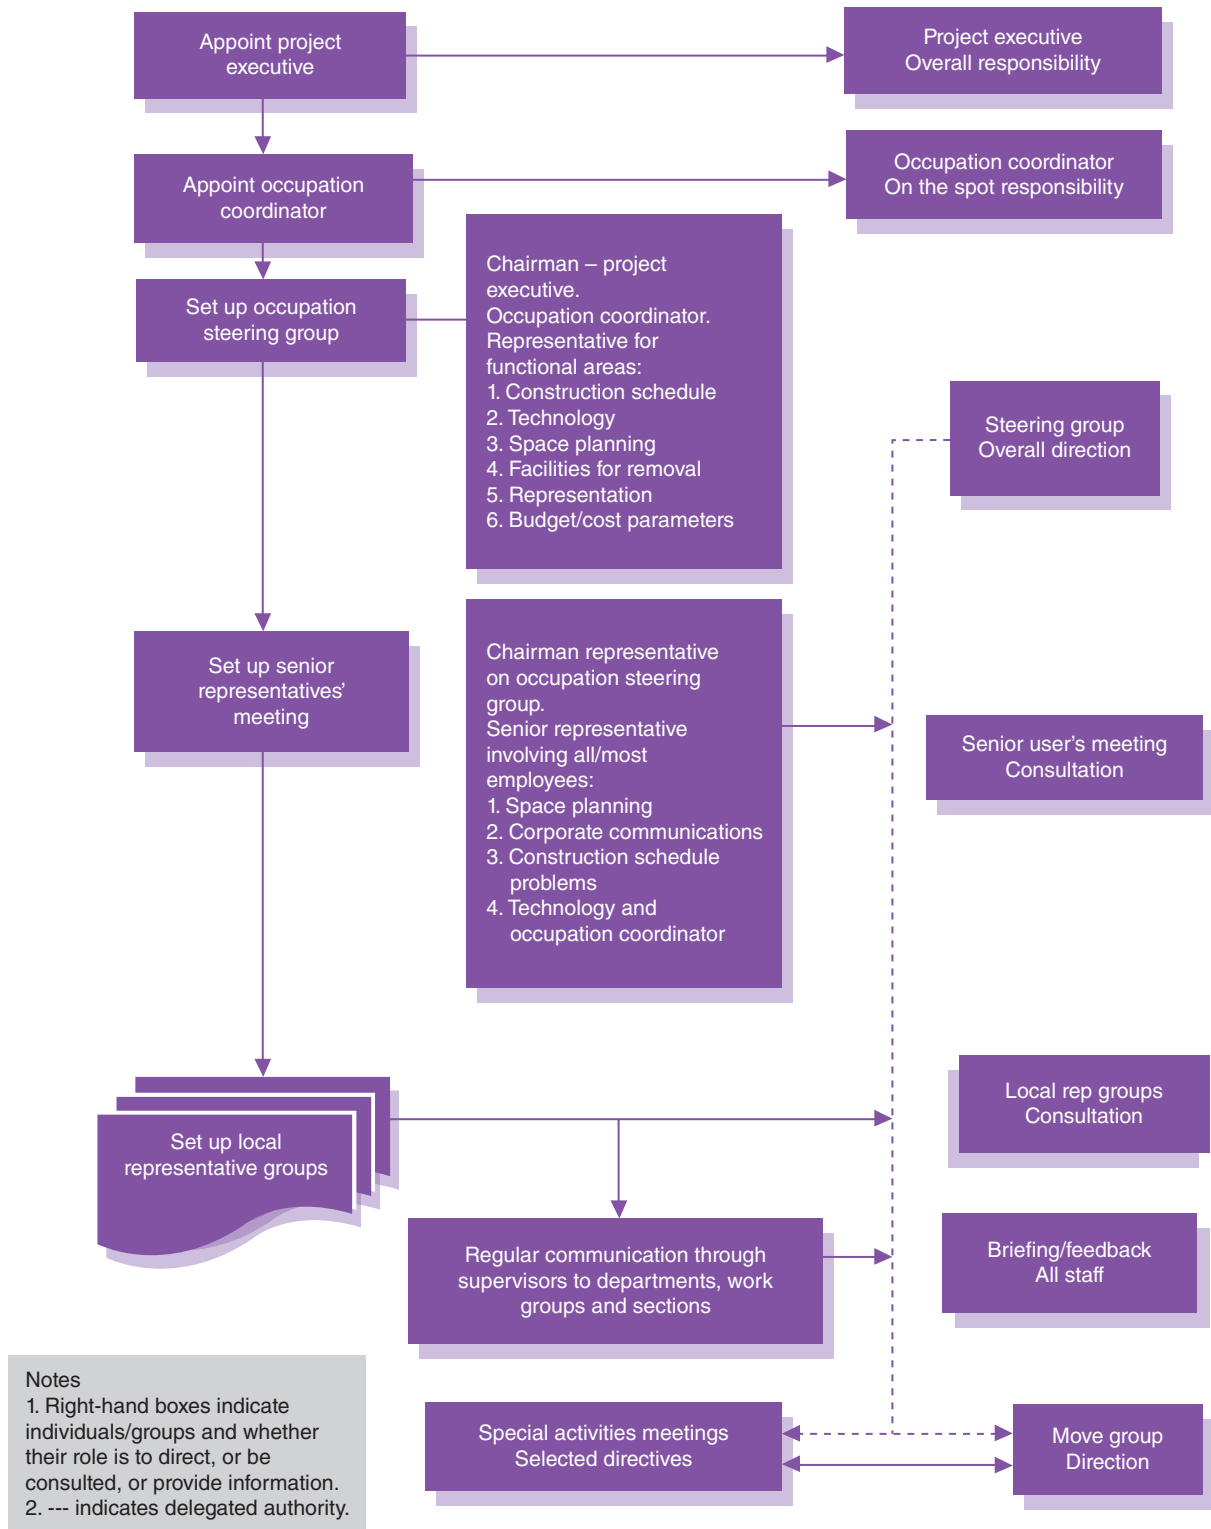 Appoint project
executive
Project executive
Overall responsibility
Appoint occupation
coordinator
Occupation coordinator
On the spot responsibility
Set up occupation
steering group
Chairman – project
executive.
Occupation coordinator.
Representative for
functional areas:
1. Construction schedule
2. Technology
3. Space planning
4. Facilities for removal
5. Representation
6. Budget/cost parameters
Steering group
Overall direction
Set up senior
representatives’
meeting
Chairman representative
on occupation steering
group.
Senior representative
involving all/most
employees:
1. Space planning
2. Corporate communications
3. Construction schedule
problems
4. Technology and
occupation coordinator
Senior user’s meeting
Consultation
Set up local
representative groups
Local rep groups
Consultation
Regular communication through
supervisors to departments, work
groups and sections
Briefing/feedback
All staff
Notes
1. Right-hand boxes indicate
individuals/groups and whether
their role is to direct, or be
consulted, or provide information.
2. --- indicates delegated authority.
Special activities meetings
Selected directives
Move group
Direction